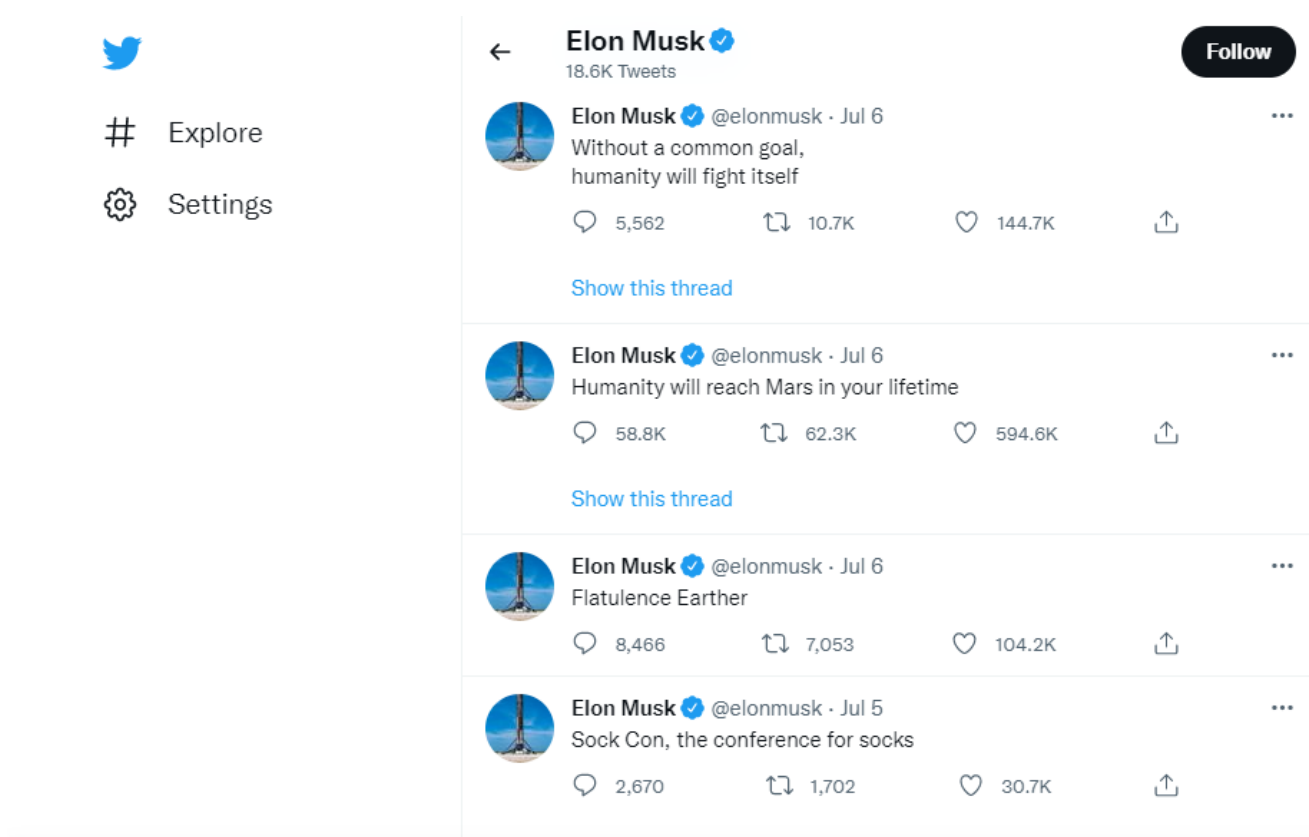 Elon Musk
18.6K Tweets
Follow
Explore
Settings
Elon Musk @elonmusk · Jul 6
Without a common goal,
humanity will fight itself
5,562 10.7K 144.7K
Show this thread
Elon Musk @elonmusk · Jul 6
Humanity will reach Mars in your lifetime
58.8K 62.3K 594.6K
Show this thread
Elon Musk @elonmusk · Jul 6
Flatulence Earther
8,466 7,053 104.2K
Elon Musk @elonmusk · Jul 5
Sock Con, the conference for socks
2,670 1,702 30.7K